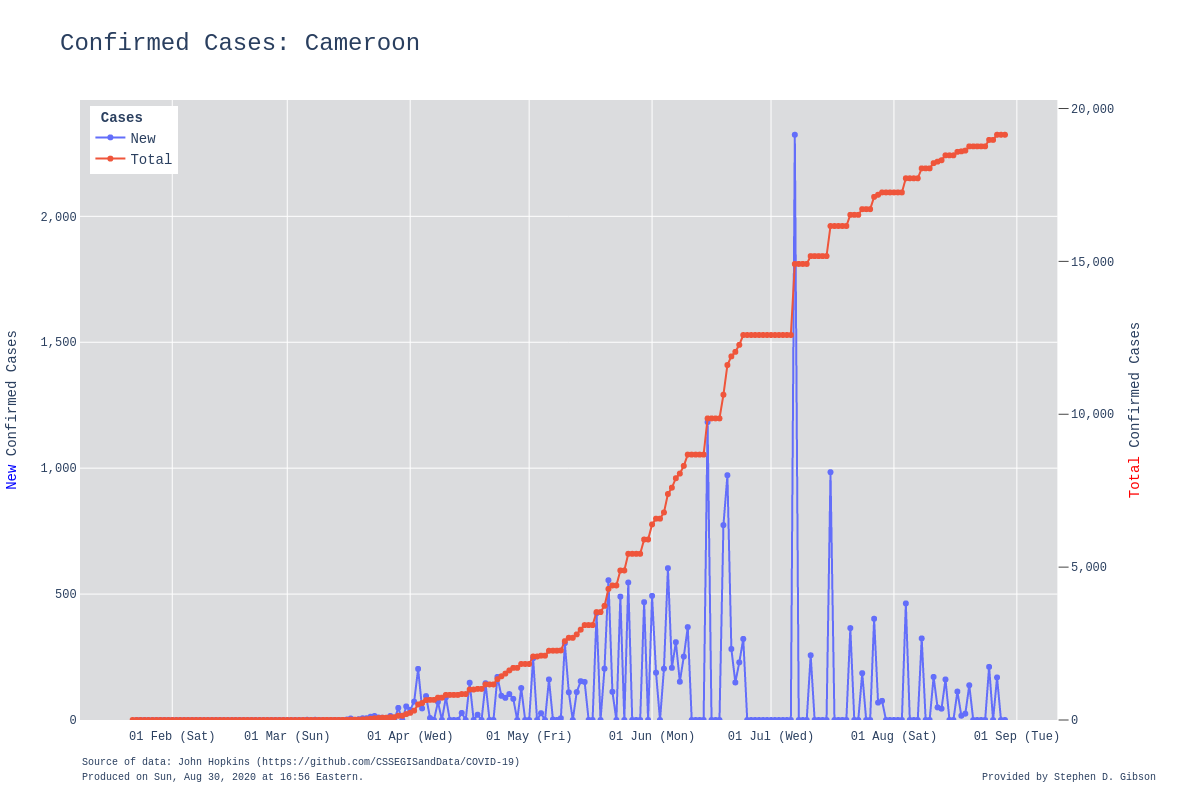 Confirmed Cases: Cameroon
Cases
New
Total
20,000
2,000
15,000
1,500
10,000
1,000
5,000
500
0
0
New Confirmed Cases
Total Confirmed Cases
01 Feb (Sat)
01 Mar (Sun)
01 Apr (Wed)
01 May (Fri)
01 Jun (Mon)
01 Jul (Wed)
01 Aug (Sat)
01 Sep (Tue)
Source of data: John Hopkins (https://github.com/CSSEGISandData/COVID-19)
Produced on Sun, Aug 30, 2020 at 16:56 Eastern.
Provided by Stephen D. Gibson